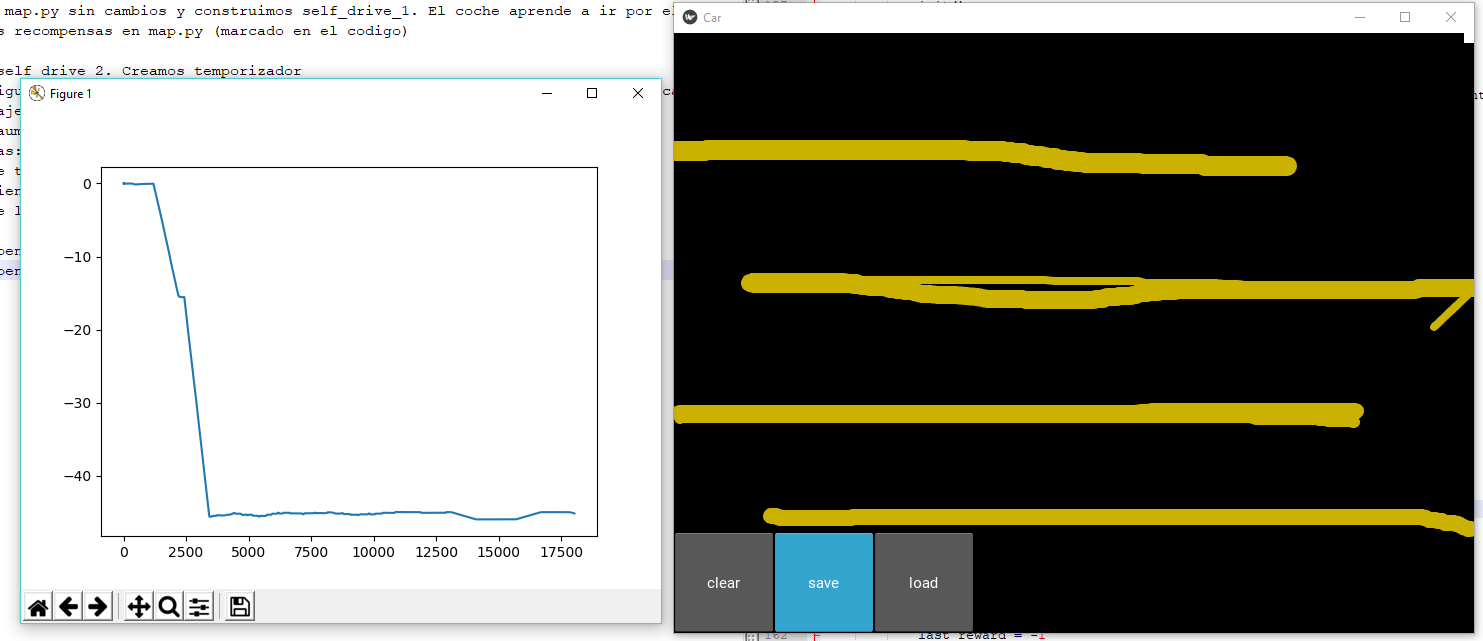 map.py sin cambios y construimos self_drive_1. El coche aprende a ir por el
s recompensas en map.py (marcado en el codigo)
self drive 2. Creamos temporizador
Figure 1
0
−10
−20
−30
−40
0
2500
5000
7500
10000
12500
15000
17500
Car
clear
save
load
162
last reward = -1